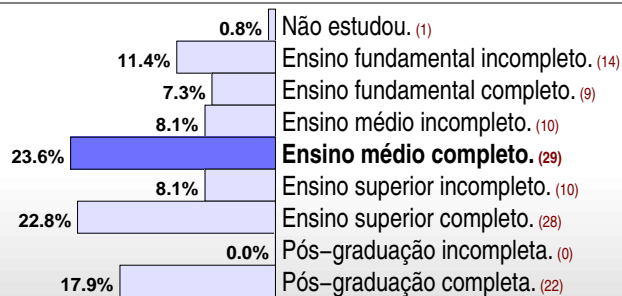 0.8% Não estudou. (1)
11.4% Ensino fundamental incompleto. (14)
7.3% Ensino fundamental completo. (9)
8.1% Ensino médio incompleto. (10)
23.6% Ensino médio completo. (29)
8.1% Ensino superior incompleto. (10)
22.8% Ensino superior completo. (28)
0.0% Pós−graduação incompleta. (0)
17.9% Pós−graduação completa. (22)